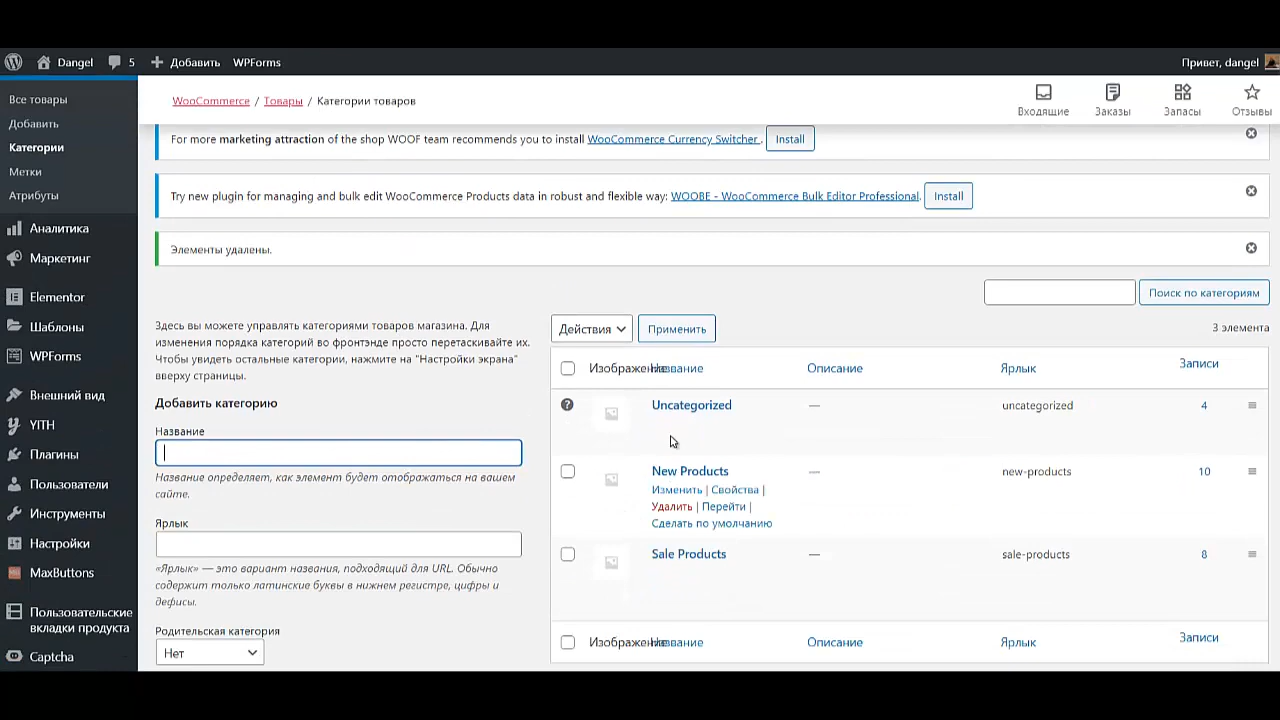 Dangel 5 Добавить WPForms Привет, dangel
Все товары
Добавить
Категории
Метки
Атрибуты
Аналитика
Маркетинг
Elementor
Шаблоны
WPForms
Внешний вид
YITH
Плагины
Пользователи
Инструменты
Настройки
MaxButtons
Пользовательские
вкладки продукта
Captcha
WooCommerce / Товары / Категории товаров
Входящие Заказы Запасы Отзывы
For more marketing attraction of the shop WOOF team recommends you to install WooCommerce Currency Switcher . Install
Try new plugin for managing and bulk edit WooCommerce Products data in robust and flexible way: WOOBE - WooCommerce Bulk Editor Professional. Install
Элементы удалены.
Поиск по категориям
Здесь вы можете управлять категориями товаров магазина. Для
изменения порядка категорий во фронтэнде просто перетаскивайте их.
Чтобы увидеть остальные категории, нажмите на "Настройки экрана"
вверху страницы.
Добавить категорию
Название
Название определяет, как элемент будет отображаться на вашем
сайте.
Ярлык
«Ярлык» — это вариант названия, подходящий для URL. Обычно
содержит только латинские буквы в нижнем регистре, цифры и
дефисы.
Родительская категория
Нет
Действия Применить 3 элемента
Изображение Название Описание Ярлык Записи
Uncategorized — uncategorized 4
New Products — new-products 10
Изменить | Свойства |
Удалить | Перейти |
Сделать по умолчанию
Sale Products — sale-products 8
Изображение Название Описание Ярлык Записи